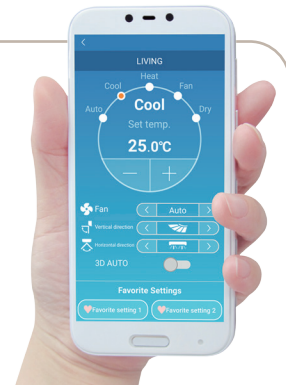 LIVING
Heat
Cool
Fan
Auto
Dry
Cool
Set temp.
25.0°C
Fan
Auto
Vertical direction
Horizontal direction
3D AUTO
Favorite Settings
Favorite setting 1
Favorite setting 2